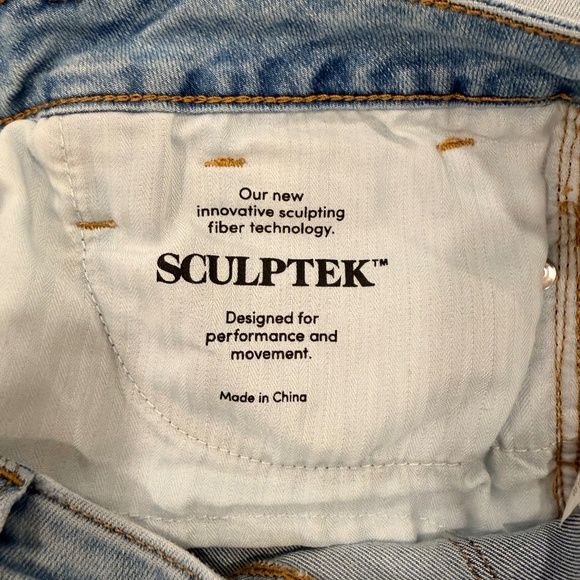 Our new
innovative sculpting
fiber technology.
SCULPTEK™
Designed for
performance and
movement.
Made in China